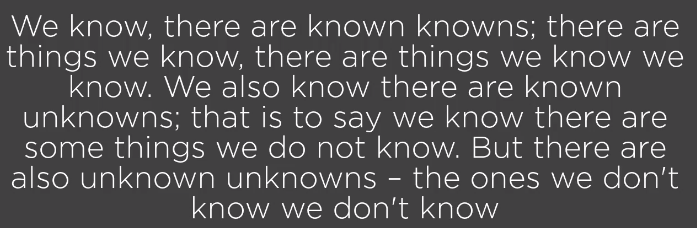 We know, there are known knowns; there are
things we know, there are things we know we
know. We also know there are known
unknowns; that is to say we know there are
some things we do not know. But there are
also unknown unknowns – the ones we don't
know we don't know